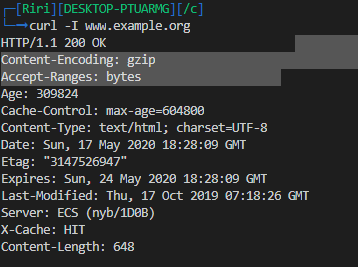 [Riri][DESKTOP-PTUARMG][/c]
→curl -I www.example.org
HTTP/1.1 200 OK
Content-Encoding: gzip
Accept-Ranges: bytes
Age: 309824
Cache-Control: max-age=604800
Content-Type: text/html; charset=UTF-8
Date: Sun, 17 May 2020 18:28:09 GMT
Etag: "3147526947"
Expires: Sun, 24 May 2020 18:28:09 GMT
Last-Modified: Thu, 17 Oct 2019 07:18:26 GMT
Server: ECS (nyb/1D0B)
X-Cache: HIT
Content-Length: 648